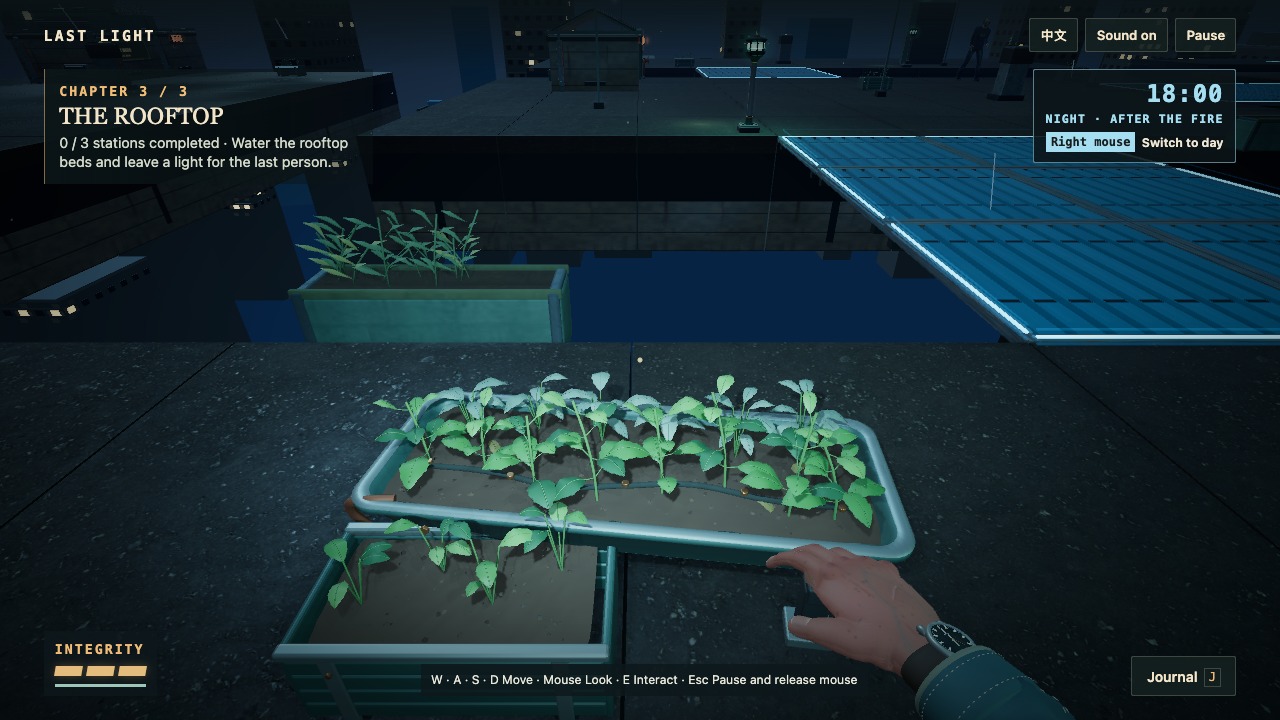 LAST LIGHT
中文
Sound on
Pause
CHAPTER 3 / 3
THE ROOFTOP
0 / 3 stations completed · Water the rooftop
beds and leave a light for the last person.
18:00
NIGHT · AFTER THE FIRE
Right mouse Switch to day
INTEGRITY
W · A · S · D Move · Mouse Look · E Interact · Esc Pause and release mouse
Journal J